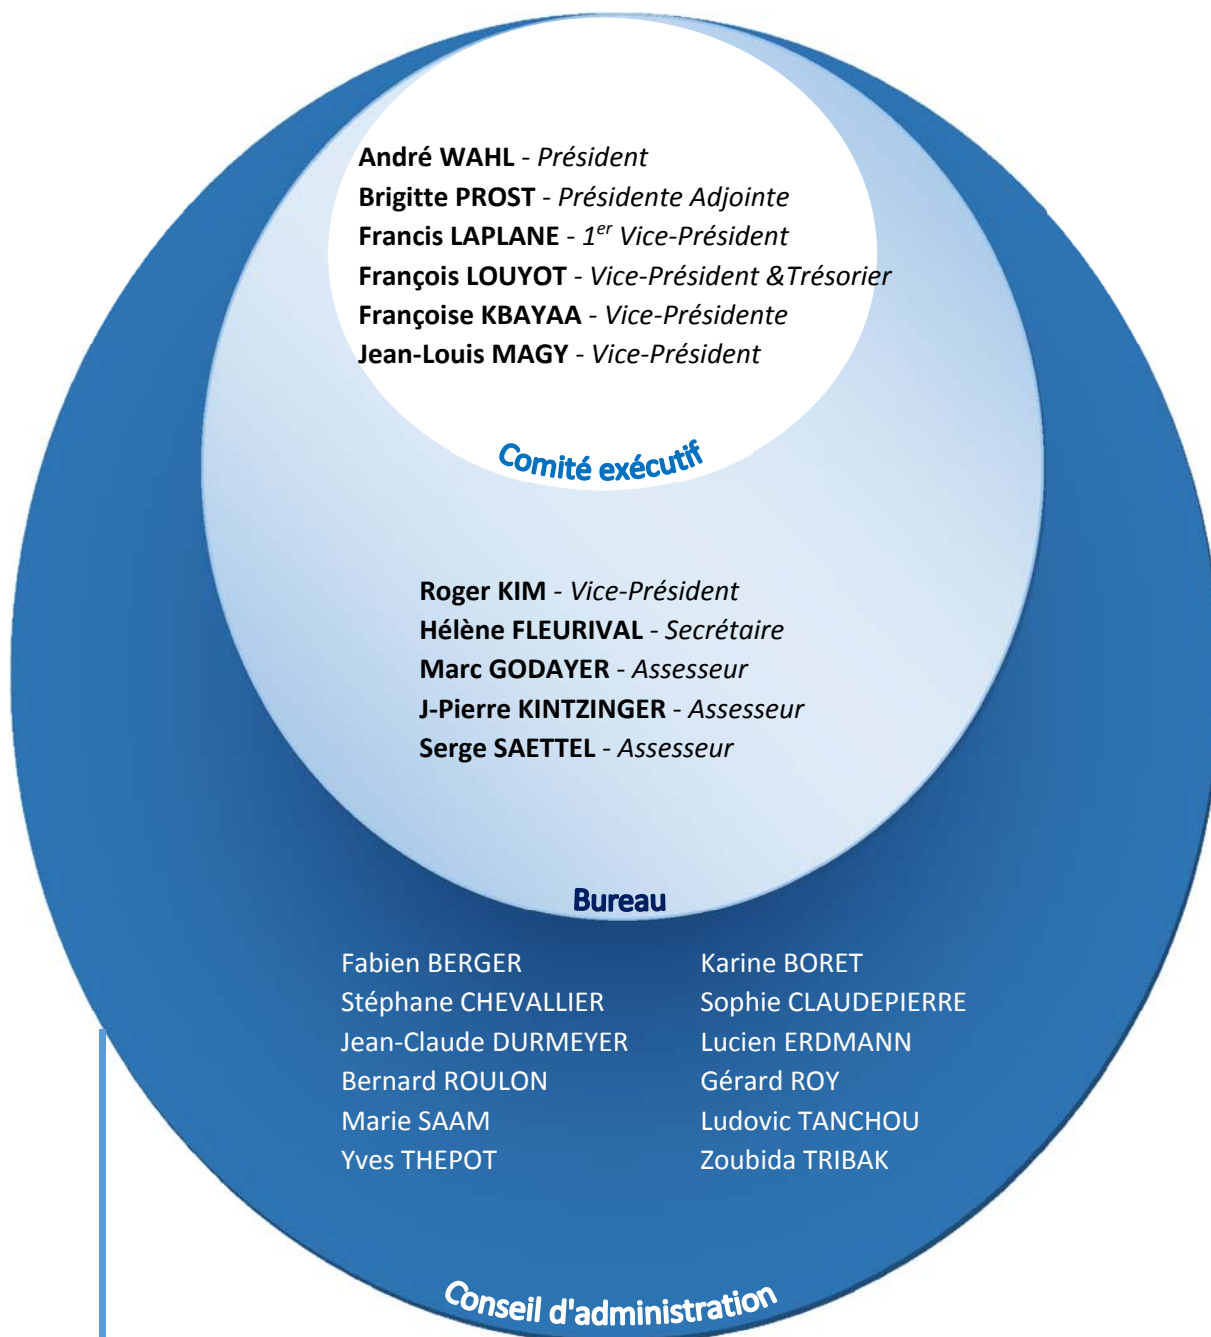 André WAHL - Président
Brigitte PROST - Présidente Adjointe
Francis LAPLANE - 1er Vice-Président
François LOUYOT - Vice-Président &Trésorier
Françoise KBAYAA - Vice-Présidente
Jean-Louis MAGY - Vice-Président
Comité exécutif
Roger KIM - Vice-Président
Hélène FLEURIVAL - Secrétaire
Marc GODAYER - Assesseur
J-Pierre KINTZINGER - Assesseur
Serge SAETTEL - Assesseur
Bureau
Fabien BERGER
Stéphane CHEVALLIER
Jean-Claude DURMEYER
Bernard ROULON
Marie SAAM
Yves THEPOT
Karine BORET
Sophie CLAUDEPIERRE
Lucien ERDMANN
Gérard ROY
Ludovic TANCHOU
Zoubida TRIBAK
Conseil d'administration